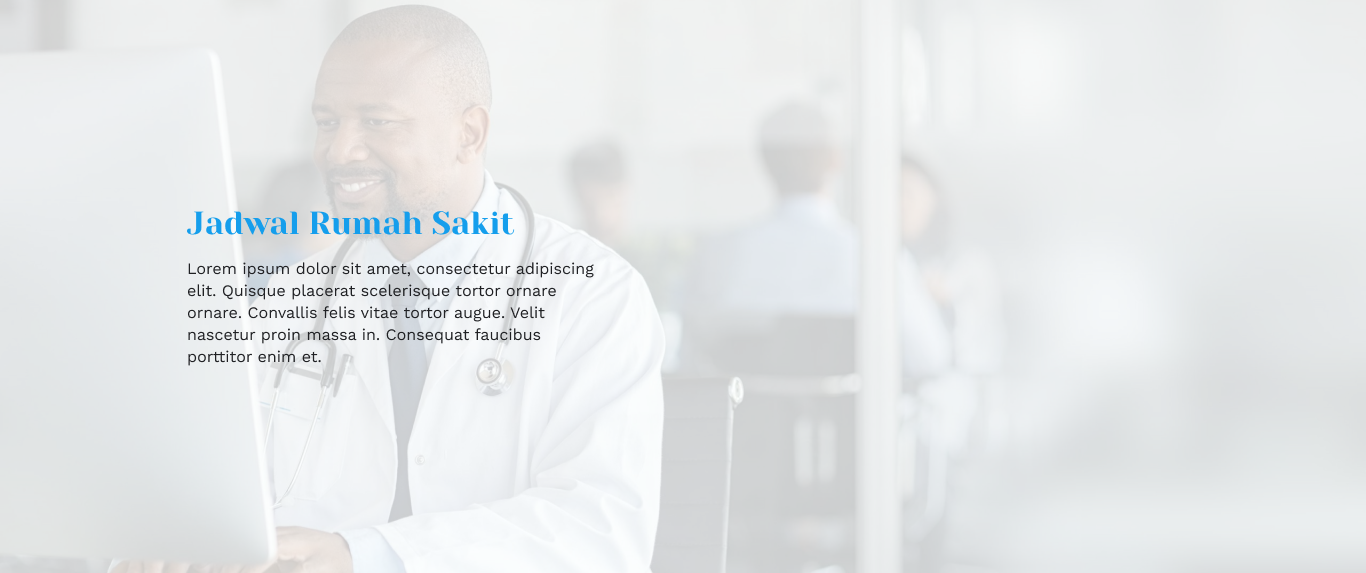 Jadwal Rumah Sakit
Lorem ipsum dolor sit amet, consectetur adipiscing
elit. Quisque placerat scelerisque tortor ornare
ornare. Convallis felis vitae tortor augue. Velit
nascetur proin massa in. Consequat faucibus
porttitor enim et.